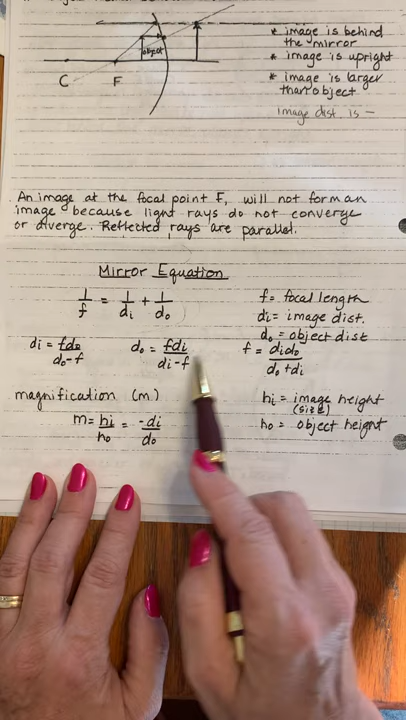 * image is behind
the mirror
object
* image is upright
* image is larger
than object
C F
image dist. is —
An image at the focal point F, will not form an
image because light rays do not converge
or diverge. Reflected rays are parallel.
Mirror Equation
1/f = 1/di + 1/do
f = focal length
di = image dist.
do = object dist
di = fdo/do-f do = fdi/di-f f = dido/do+di
magnification (m)
hi = image height
(size)
m = hi/ho = -di/do
ho = object height